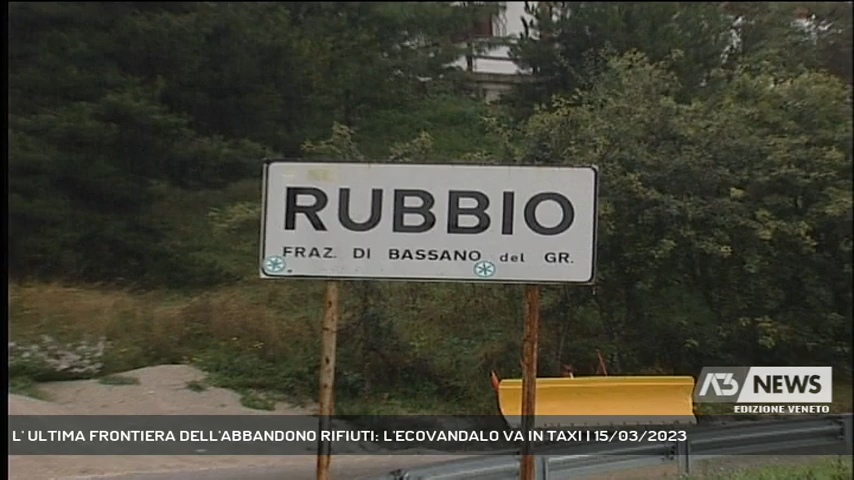 RUBBIO
FRAZ. DI BASSANO del GR.
A3 NEWS
EDIZIONE VENETO
L' ULTIMA FRONTIERA DELL'ABBANDONO RIFIUTI: L'ECOVANDALO VA IN TAXI | 15/03/2023